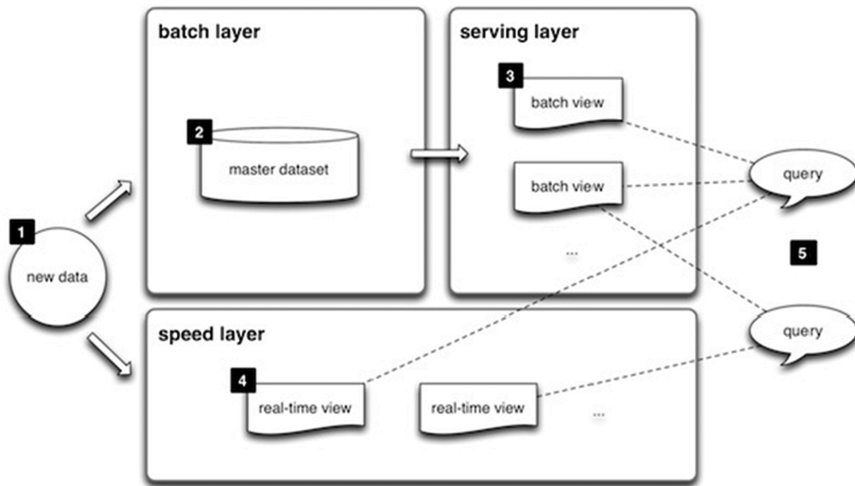 batch layer
2
master dataset
serving layer
3
batch view
batch view
...
1
new data
speed layer
4
real-time view
real-time view
...
query
5
query